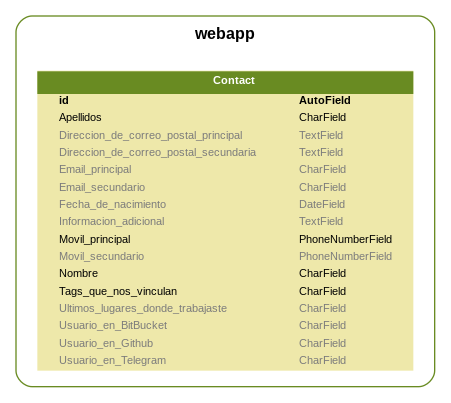 webapp
Contact
id AutoField
Apellidos CharField
Direccion_de_correo_postal_principal TextField
Direccion_de_correo_postal_secundaria TextField
Email_principal CharField
Email_secundario CharField
Fecha_de_nacimiento DateField
Informacion_adicional TextField
Movil_principal PhoneNumberField
Movil_secundario PhoneNumberField
Nombre CharField
Tags_que_nos_vinculan CharField
Ultimos_lugares_donde_trabajaste CharField
Usuario_en_BitBucket CharField
Usuario_en_Github CharField
Usuario_en_Telegram CharField